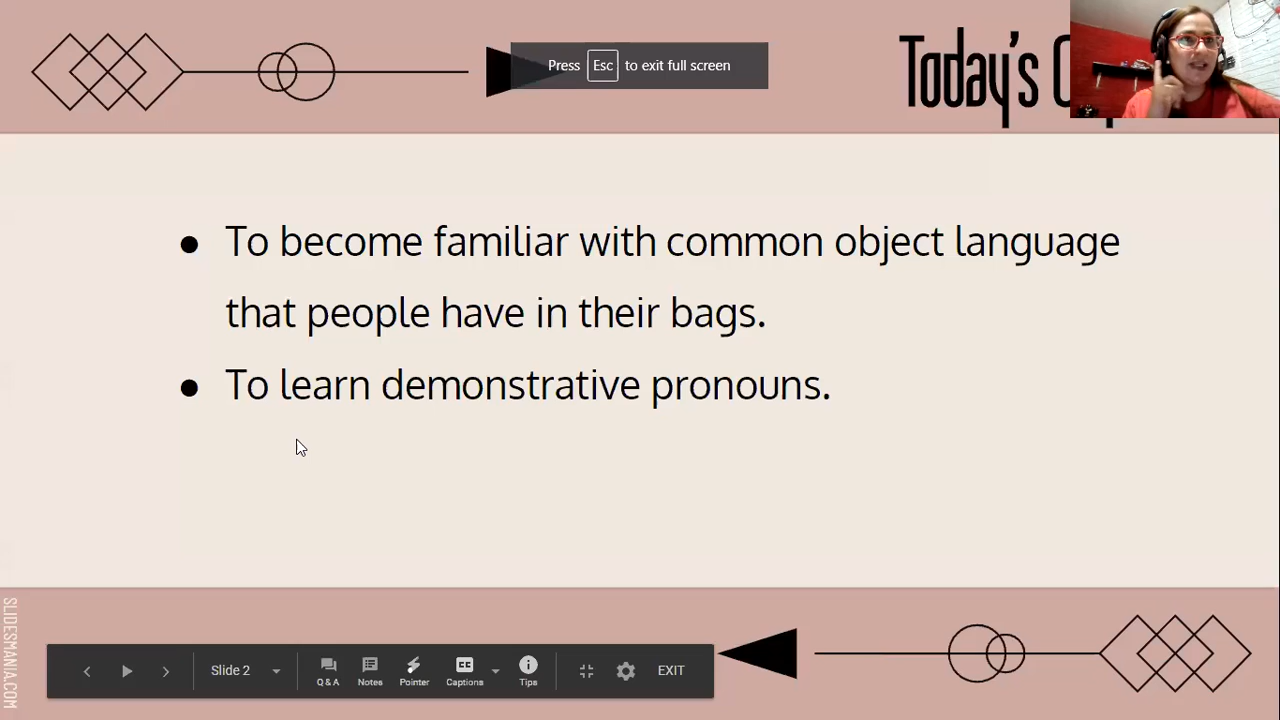 Press Esc to exit full screen
Today's
● To become familiar with common object language
that people have in their bags.
● To learn demonstrative pronouns.
SLIDESMANIA.COM
Slide 2
Q & A
Notes
Pointer
CC
Captions
Tips
EXIT